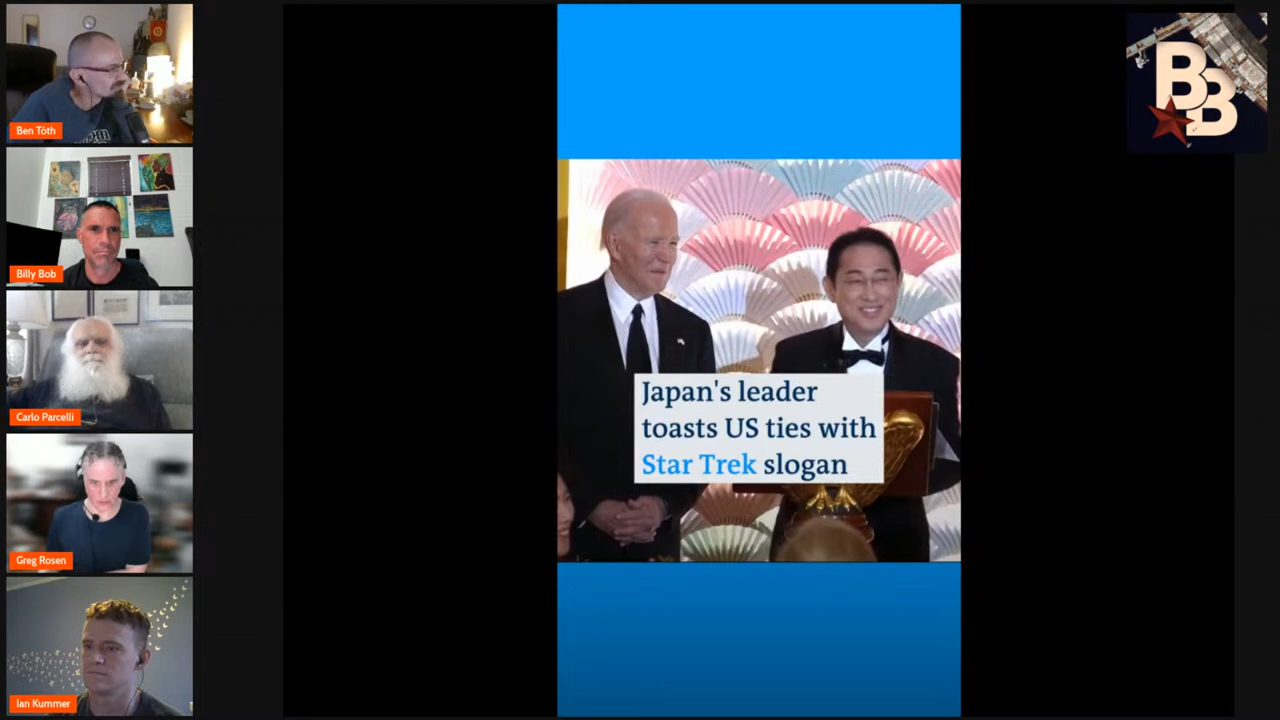 Ben Tóth
Billy Bob
Carlo Parcelli
Greg Rosen
Ian Kummer
Japan's leader
toasts US ties with
Star Trek slogan
BB